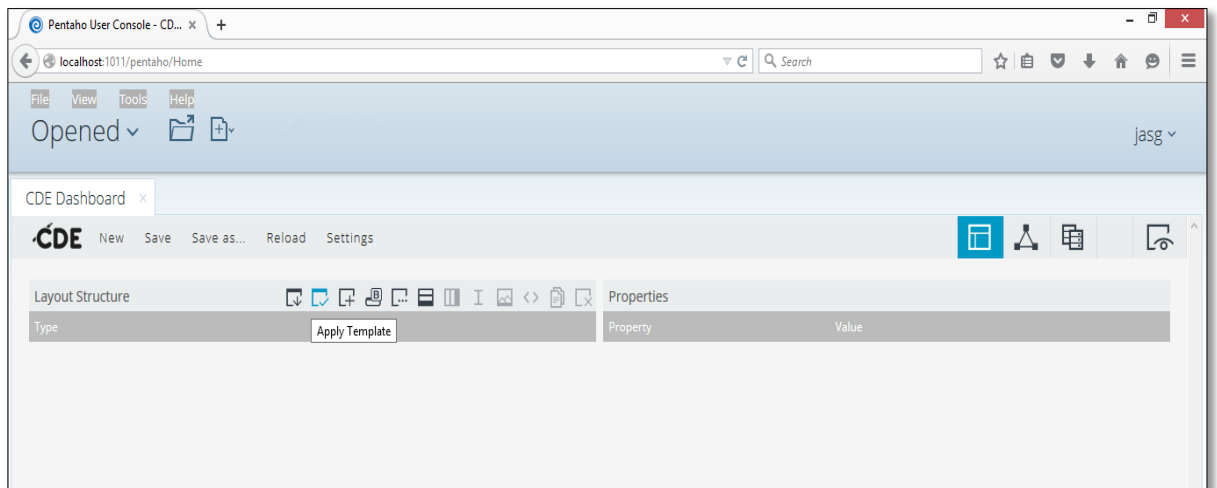 Pentaho User Console - CD... × +
localhost:1011/pentaho/Home Search
File View Tools Help
Opened
jasg
CDE Dashboard ×
CDE New Save Save as... Reload Settings
Layout Structure Properties
Type Property Value
Apply Template